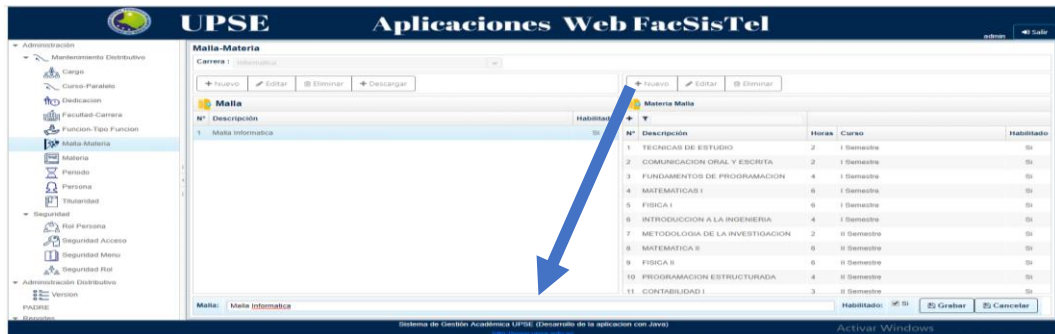 UPSE Aplicaciones Web FacSisTel
admin Salir
Administración
Mantenimiento Distributivo
Cargo
Curso-Paralelo
Dedicacion
Facultad-Carrera
Funcion-Tipo Funcion
Malla-Materia
Materia
Periodo
Persona
Titularidad
Seguridad
Rol Persona
Seguridad Acceso
Seguridad Menu
Seguridad Rol
Administración Distributivo
Version
PADRE
Reportes
Malla-Materia
Carrera : Informatica
Nuevo Editar Eliminar Descargar
Malla
Nº Descripción Habilitado
1 Malla Informatica Si
Nuevo Editar Eliminar
Materia Malla
Nº Descripción Horas Curso Habilitado
1 TECNICAS DE ESTUDIO 2 I Semestre Si
2 COMUNICACION ORAL Y ESCRITA 2 I Semestre Si
3 FUNDAMENTOS DE PROGRAMACION 4 I Semestre Si
4 MATEMATICAS I 6 I Semestre Si
5 FISICA I 6 I Semestre Si
6 INTRODUCCION A LA INGENIERIA 4 I Semestre Si
7 METODOLOGIA DE LA INVESTIGACION 2 II Semestre Si
8 MATEMATICA II 6 II Semestre Si
9 FISICA II 6 II Semestre Si
10 PROGRAMACION ESTRUCTURADA 4 II Semestre Si
11 CONTABILIDAD I 3 II Semestre Si
Malla: Malla Informatica Habilitado: Si Grabar Cancelar
Sistema de Gestión Académica UPSE (Desarrollo de la aplicacion con Java)
Activar Windows